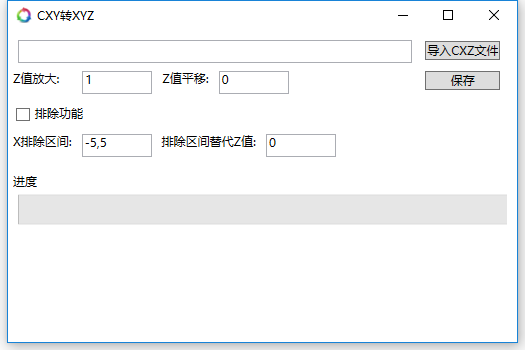 CXY转XYZ
导入CXZ文件
Z值放大: 1 Z值平移: 0 保存
排除功能
X排除区间: -5,5 排除区间替代Z值: 0
进度